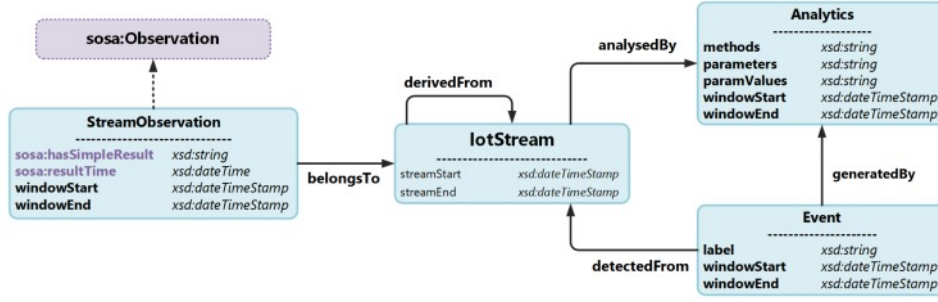 sosa:Observation
StreamObservation
sosa:hasSimpleResult xsd:string
sosa:resultTime xsd:dateTime
windowStart xsd:dateTimeStamp
windowEnd xsd:dateTimeStamp
belongsTo
derivedFrom
IotStream
streamStart xsd:dateTimeStamp
streamEnd xsd:dateTimeStamp
analysedBy
Analytics
methods xsd:string
parameters xsd:string
paramValues xsd:string
windowStart xsd:dateTimeStamp
windowEnd xsd:dateTimeStamp
generatedBy
detectedFrom
Event
label xsd:string
windowStart xsd:dateTimeStamp
windowEnd xsd:dateTimeStamp